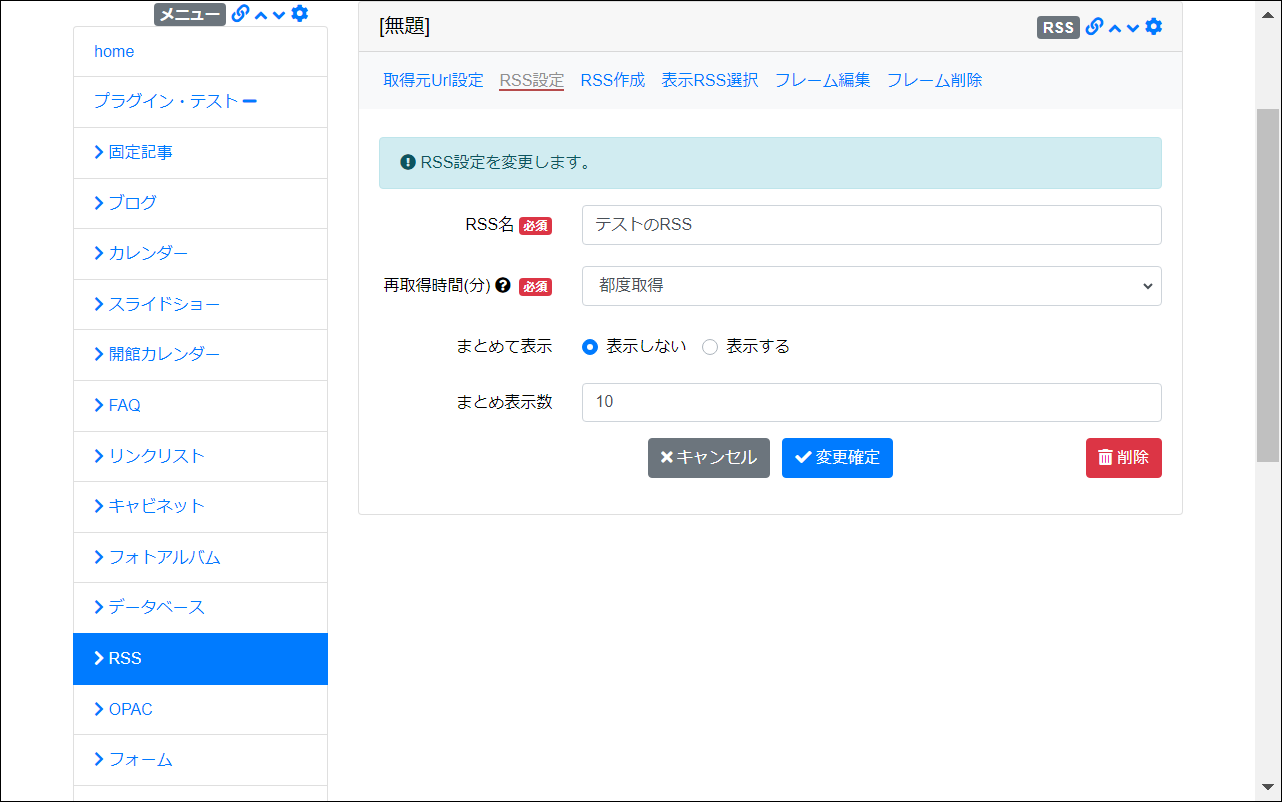 メニュー
home
プラグイン・テスト
固定記事
ブログ
カレンダー
スライドショー
開館カレンダー
FAQ
リンクリスト
キャビネット
フォトアルバム
データベース
RSS
OPAC
フォーム
[無題]
RSS
取得元Url設定 RSS設定 RSS作成 表示RSS選択 フレーム編集 フレーム削除
RSS設定を変更します。
RSS名 必須 テストのRSS
再取得時間(分) 必須 都度取得
まとめて表示 表示しない 表示する
まとめ表示数 10
キャンセル 変更確定 削除